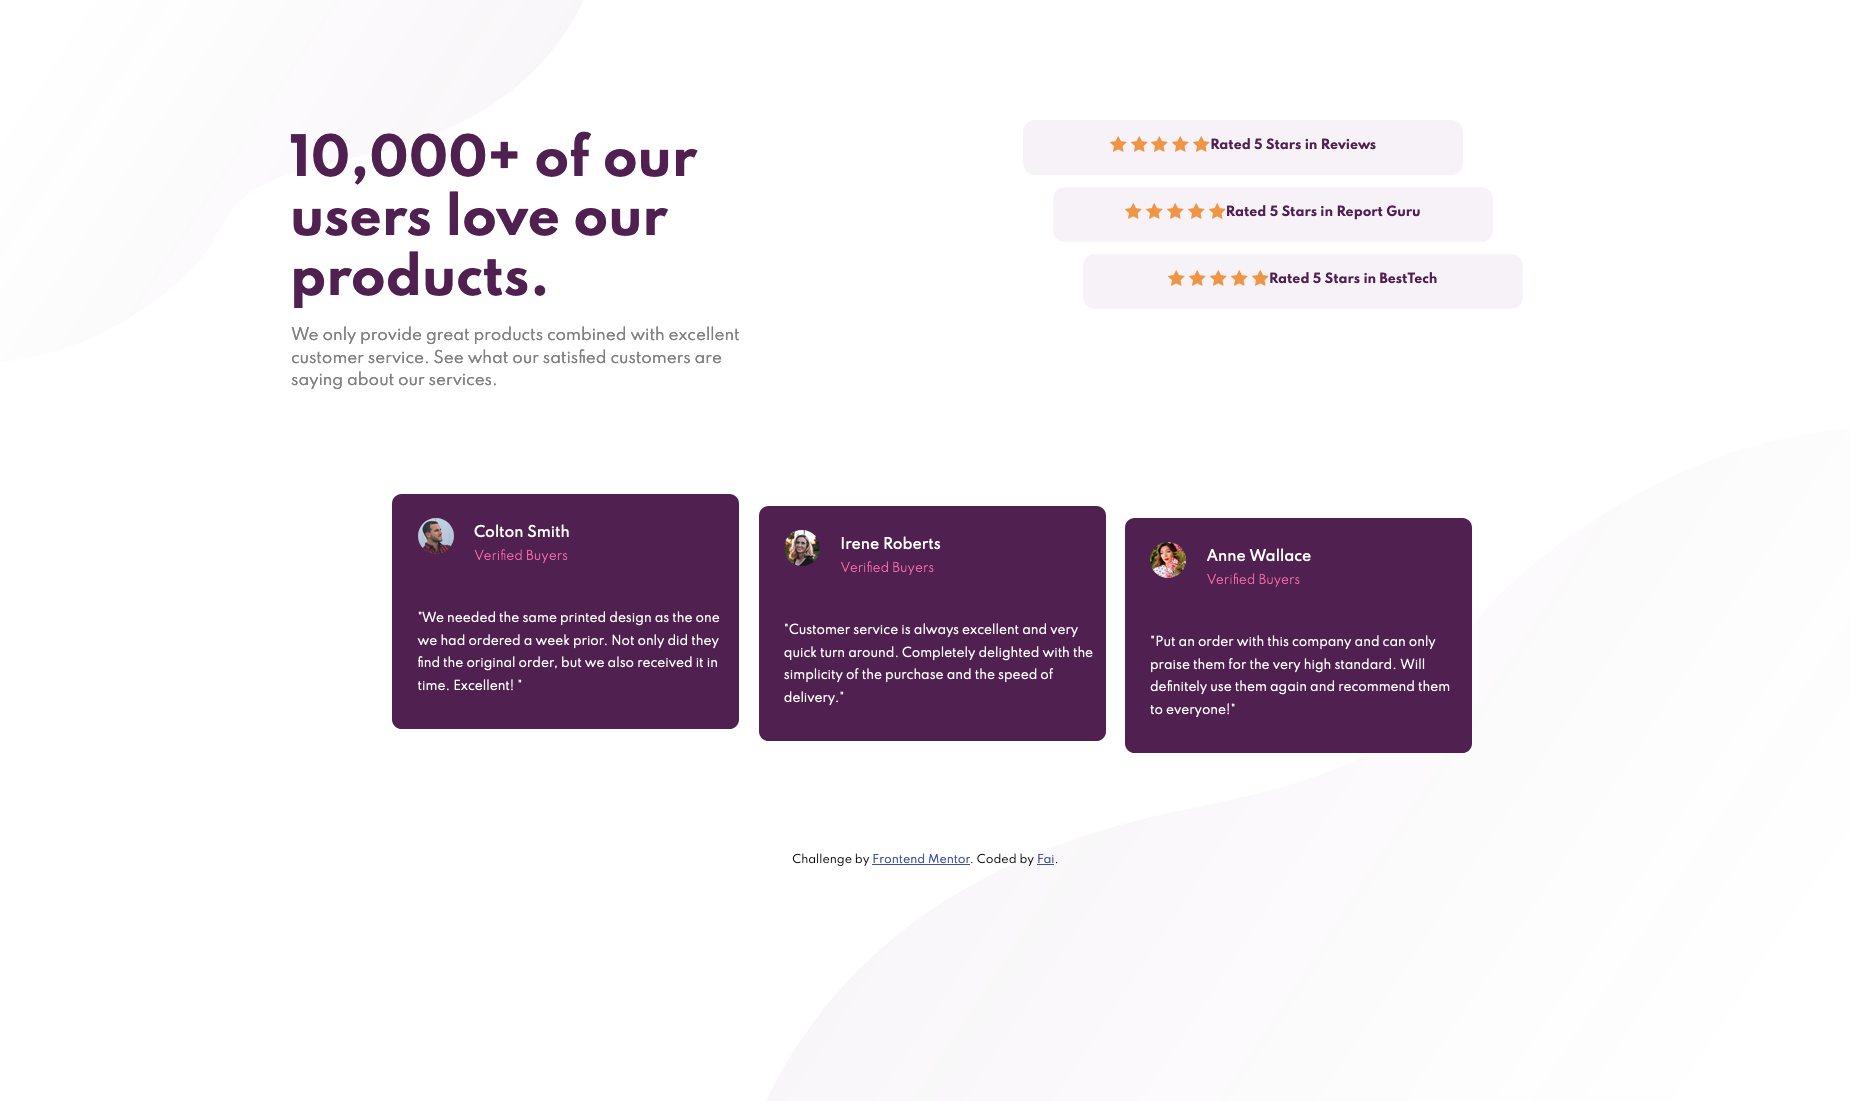 10,000+ of our
users love our
products.
We only provide great products combined with excellent
customer service. See what our satisfied customers are
saying about our services.
Rated 5 Stars in Reviews
Rated 5 Stars in Report Guru
Rated 5 Stars in BestTech
Colton Smith
Verified Buyers
"We needed the same printed design as the one
we had ordered a week prior. Not only did they
find the original order, but we also received it in
time. Excellent! "
Irene Roberts
Verified Buyers
"Customer service is always excellent and very
quick turn around. Completely delighted with the
simplicity of the purchase and the speed of
delivery."
Anne Wallace
Verified Buyers
"Put an order with this company and can only
praise them for the very high standard. Will
definitely use them again and recommend them
to everyone!"
Challenge by Frontend Mentor. Coded by Fai.